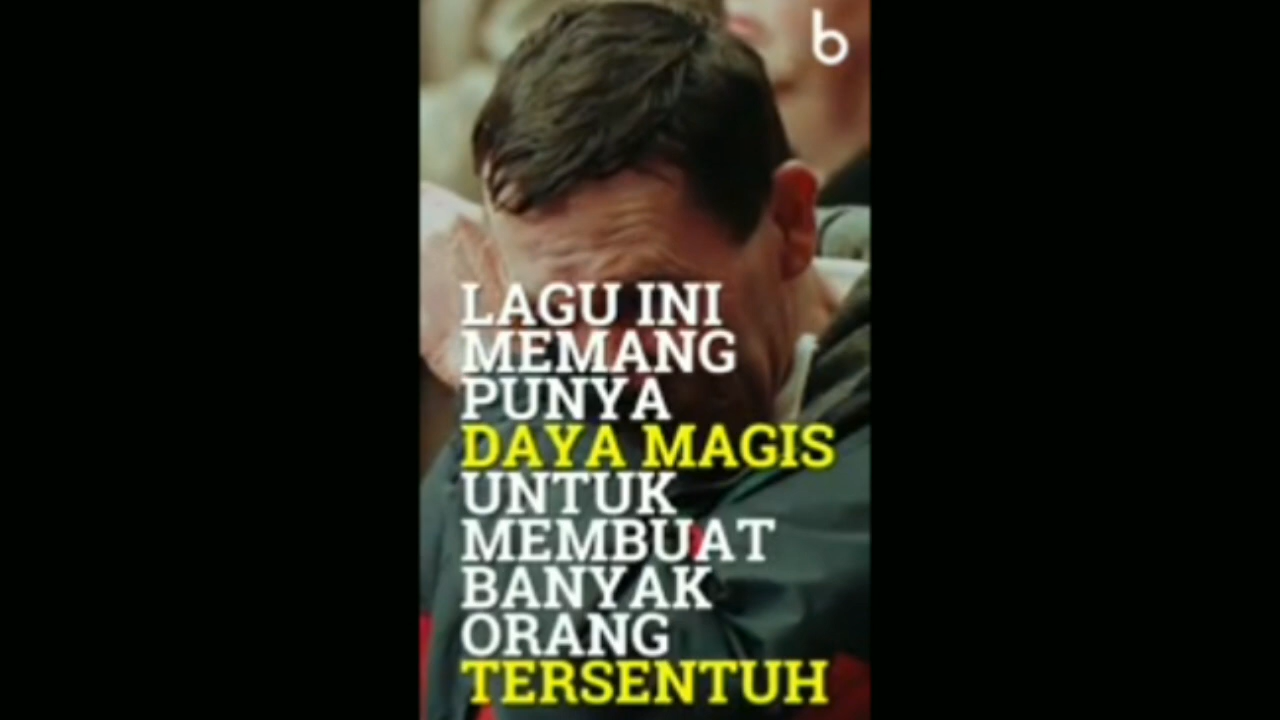 b
LAGU INI
MEMANG
PUNYA
DAYA MAGIS
UNTUK
MEMBUAT
BANYAK
ORANG
TERSENTUH